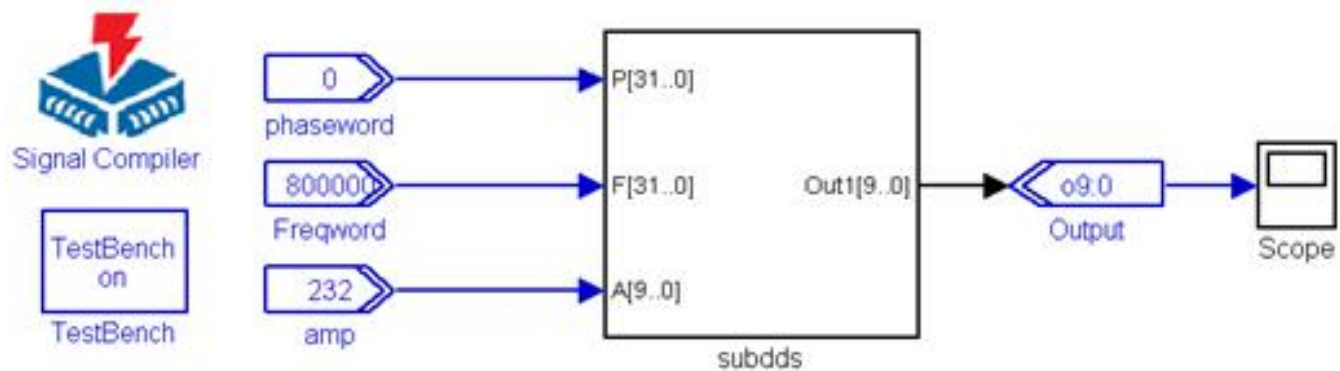 Signal Compiler
TestBench
on
TestBench
0
phaseword
800000
Freqword
232
amp
P[31..0]
F[31..0]
A[9..0]
Out1[9..0]
subdds
o9:0
Output
Scope